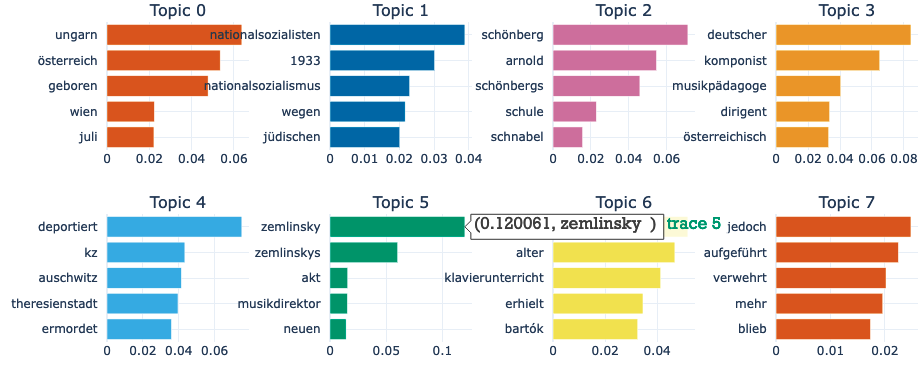 Topic 0
ungarn
österreich
geboren
wien
juli
0 0.02 0.04 0.06
Topic 1
nationalsozialisten
1933
nationalsozialismus
wegen
jüdischen
0 0.01 0.02 0.03 0.04
Topic 2
schönberg
arnold
schönbergs
schule
schnabel
0 0.02 0.04 0.06
Topic 3
deutscher
komponist
musikpädagoge
dirigent
österreichisch
0 0.02 0.04 0.06 0.08
Topic 4
deportiert
kz
auschwitz
theresienstadt
ermordet
0 0.02 0.04 0.06
Topic 5
zemlinsky
(0.120061, zemlinsky )
trace 5
zemlinskys
akt
musikdirektor
neuen
0 0.05 0.1
Topic 6
alter
klavierunterricht
erhielt
bartók
0 0.02 0.04
Topic 7
jedoch
aufgeführt
verwehrt
mehr
blieb
0 0.01 0.02